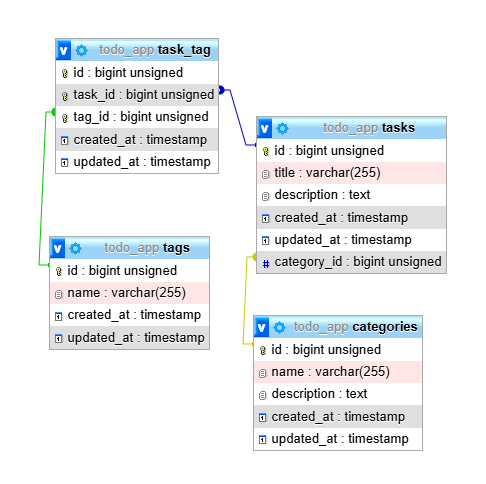 v todo_app task_tag
id : bigint unsigned
task_id : bigint unsigned
tag_id : bigint unsigned
created_at : timestamp
updated_at : timestamp
v todo_app tasks
id : bigint unsigned
title : varchar(255)
description : text
created_at : timestamp
updated_at : timestamp
# category_id : bigint unsigned
v todo_app tags
id : bigint unsigned
name : varchar(255)
created_at : timestamp
updated_at : timestamp
v todo_app categories
id : bigint unsigned
name : varchar(255)
description : text
created_at : timestamp
updated_at : timestamp